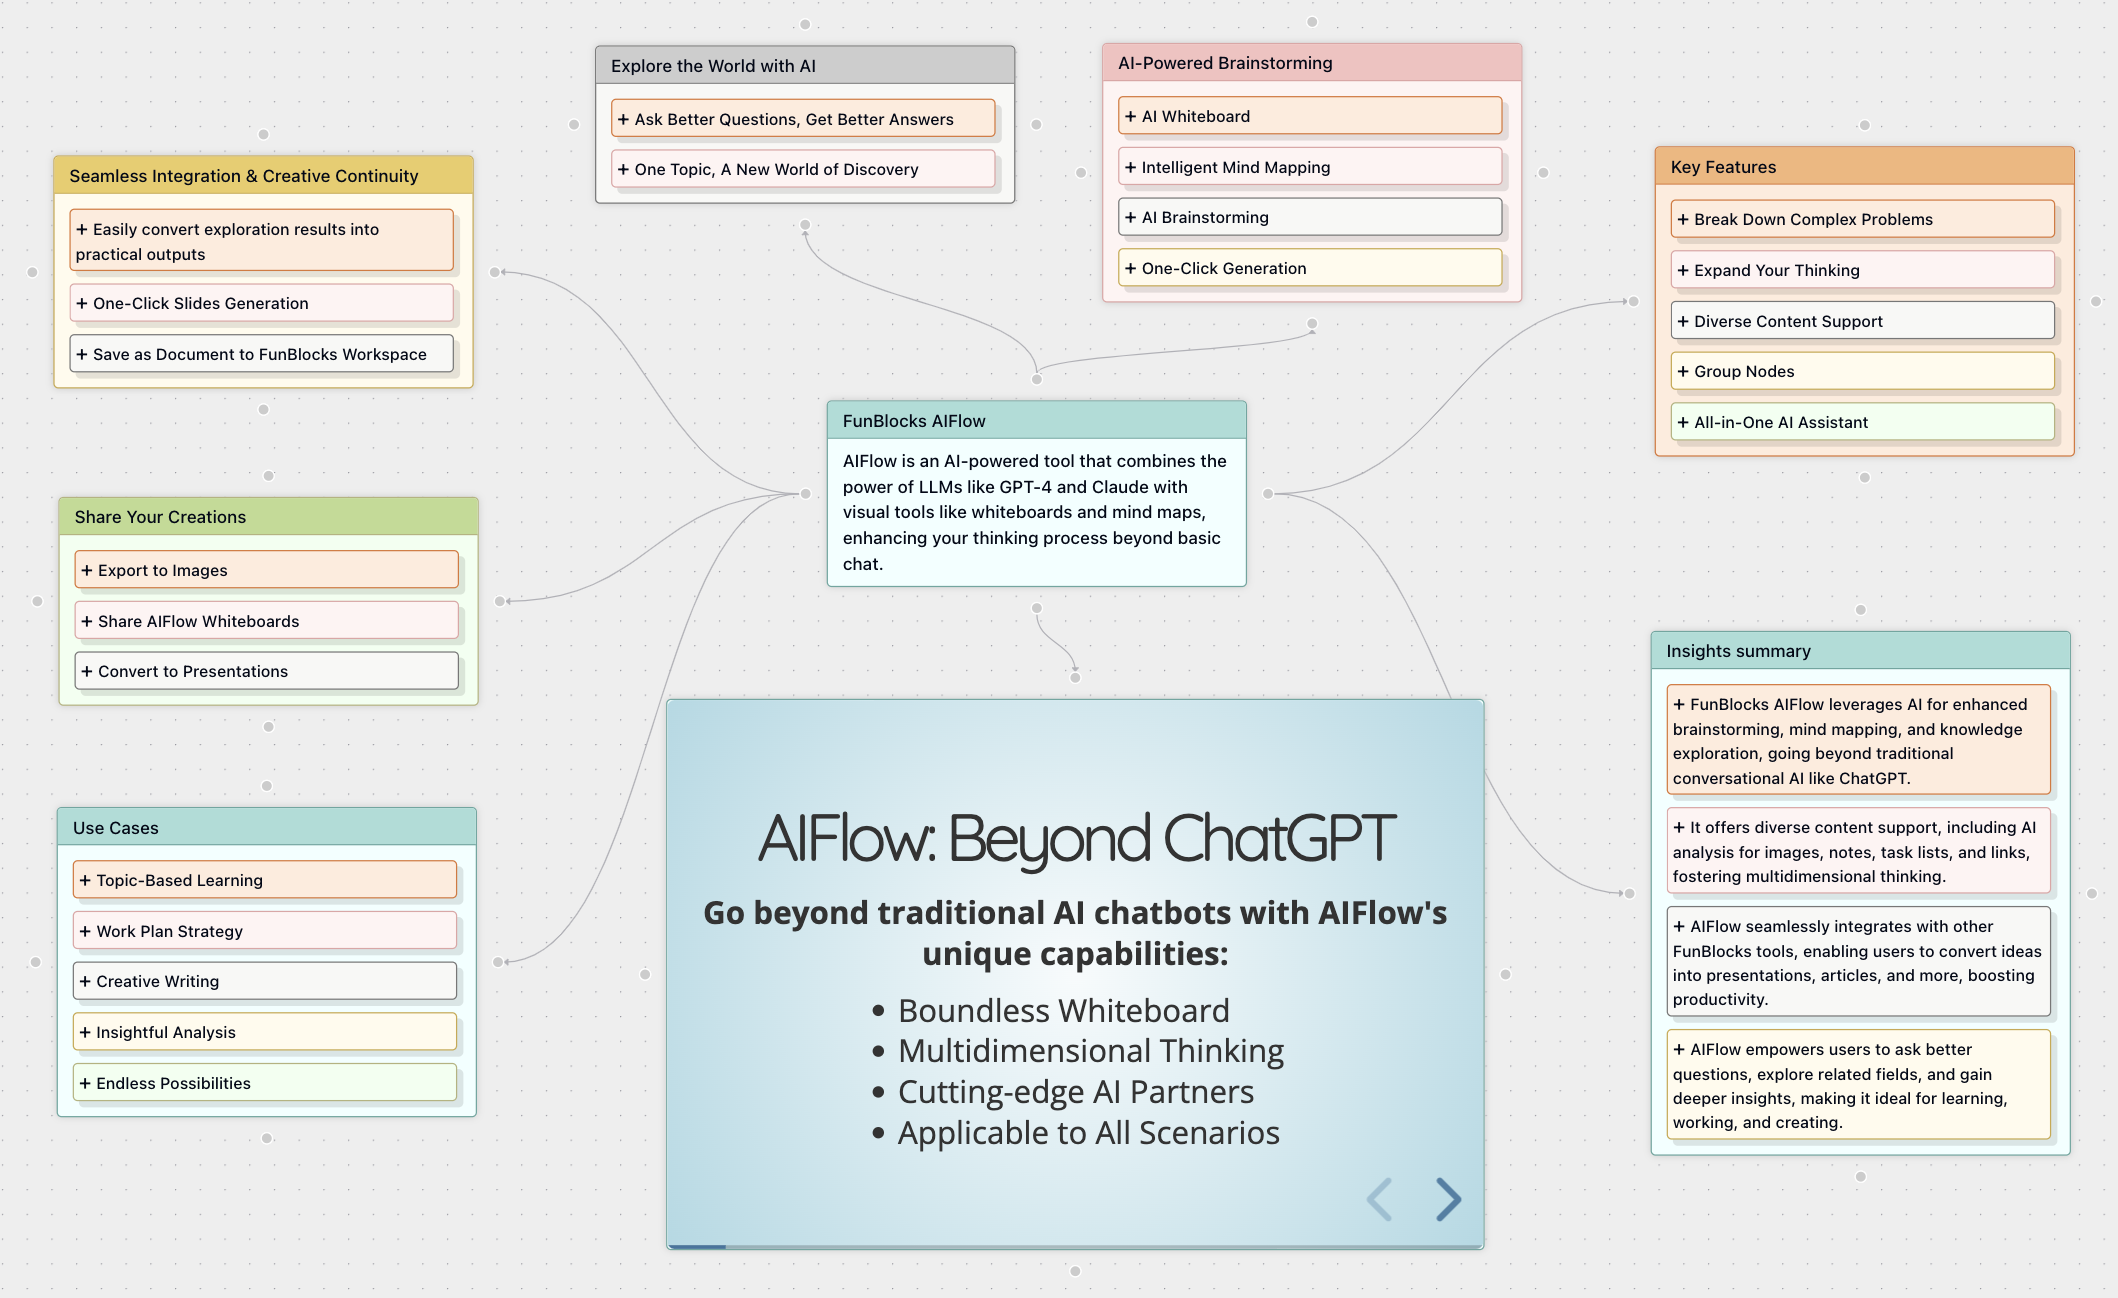 Explore the World with AI
+ Ask Better Questions, Get Better Answers
+ One Topic, A New World of Discovery
AI-Powered Brainstorming
+ AI Whiteboard
+ Intelligent Mind Mapping
+ AI Brainstorming
+ One-Click Generation
Seamless Integration & Creative Continuity
+ Easily convert exploration results into
practical outputs
+ One-Click Slides Generation
+ Save as Document to FunBlocks Workspace
Key Features
+ Break Down Complex Problems
+ Expand Your Thinking
+ Diverse Content Support
+ Group Nodes
+ All-in-One AI Assistant
FunBlocks AIFlow
AIFlow is an AI-powered tool that combines the
power of LLMs like GPT-4 and Claude with
visual tools like whiteboards and mind maps,
enhancing your thinking process beyond basic
chat.
Share Your Creations
+ Export to Images
+ Share AIFlow Whiteboards
+ Convert to Presentations
Use Cases
+ Topic-Based Learning
+ Work Plan Strategy
+ Creative Writing
+ Insightful Analysis
+ Endless Possibilities
AIFlow: Beyond ChatGPT
Go beyond traditional AI chatbots with AIFlow's
unique capabilities:
• Boundless Whiteboard
• Multidimensional Thinking
• Cutting-edge AI Partners
• Applicable to All Scenarios
Insights summary
+ FunBlocks AIFlow leverages AI for enhanced
brainstorming, mind mapping, and knowledge
exploration, going beyond traditional
conversational AI like ChatGPT.
+ It offers diverse content support, including AI
analysis for images, notes, task lists, and links,
fostering multidimensional thinking.
+ AIFlow seamlessly integrates with other
FunBlocks tools, enabling users to convert ideas
into presentations, articles, and more, boosting
productivity.
+ AIFlow empowers users to ask better
questions, explore related fields, and gain
deeper insights, making it ideal for learning,
working, and creating.